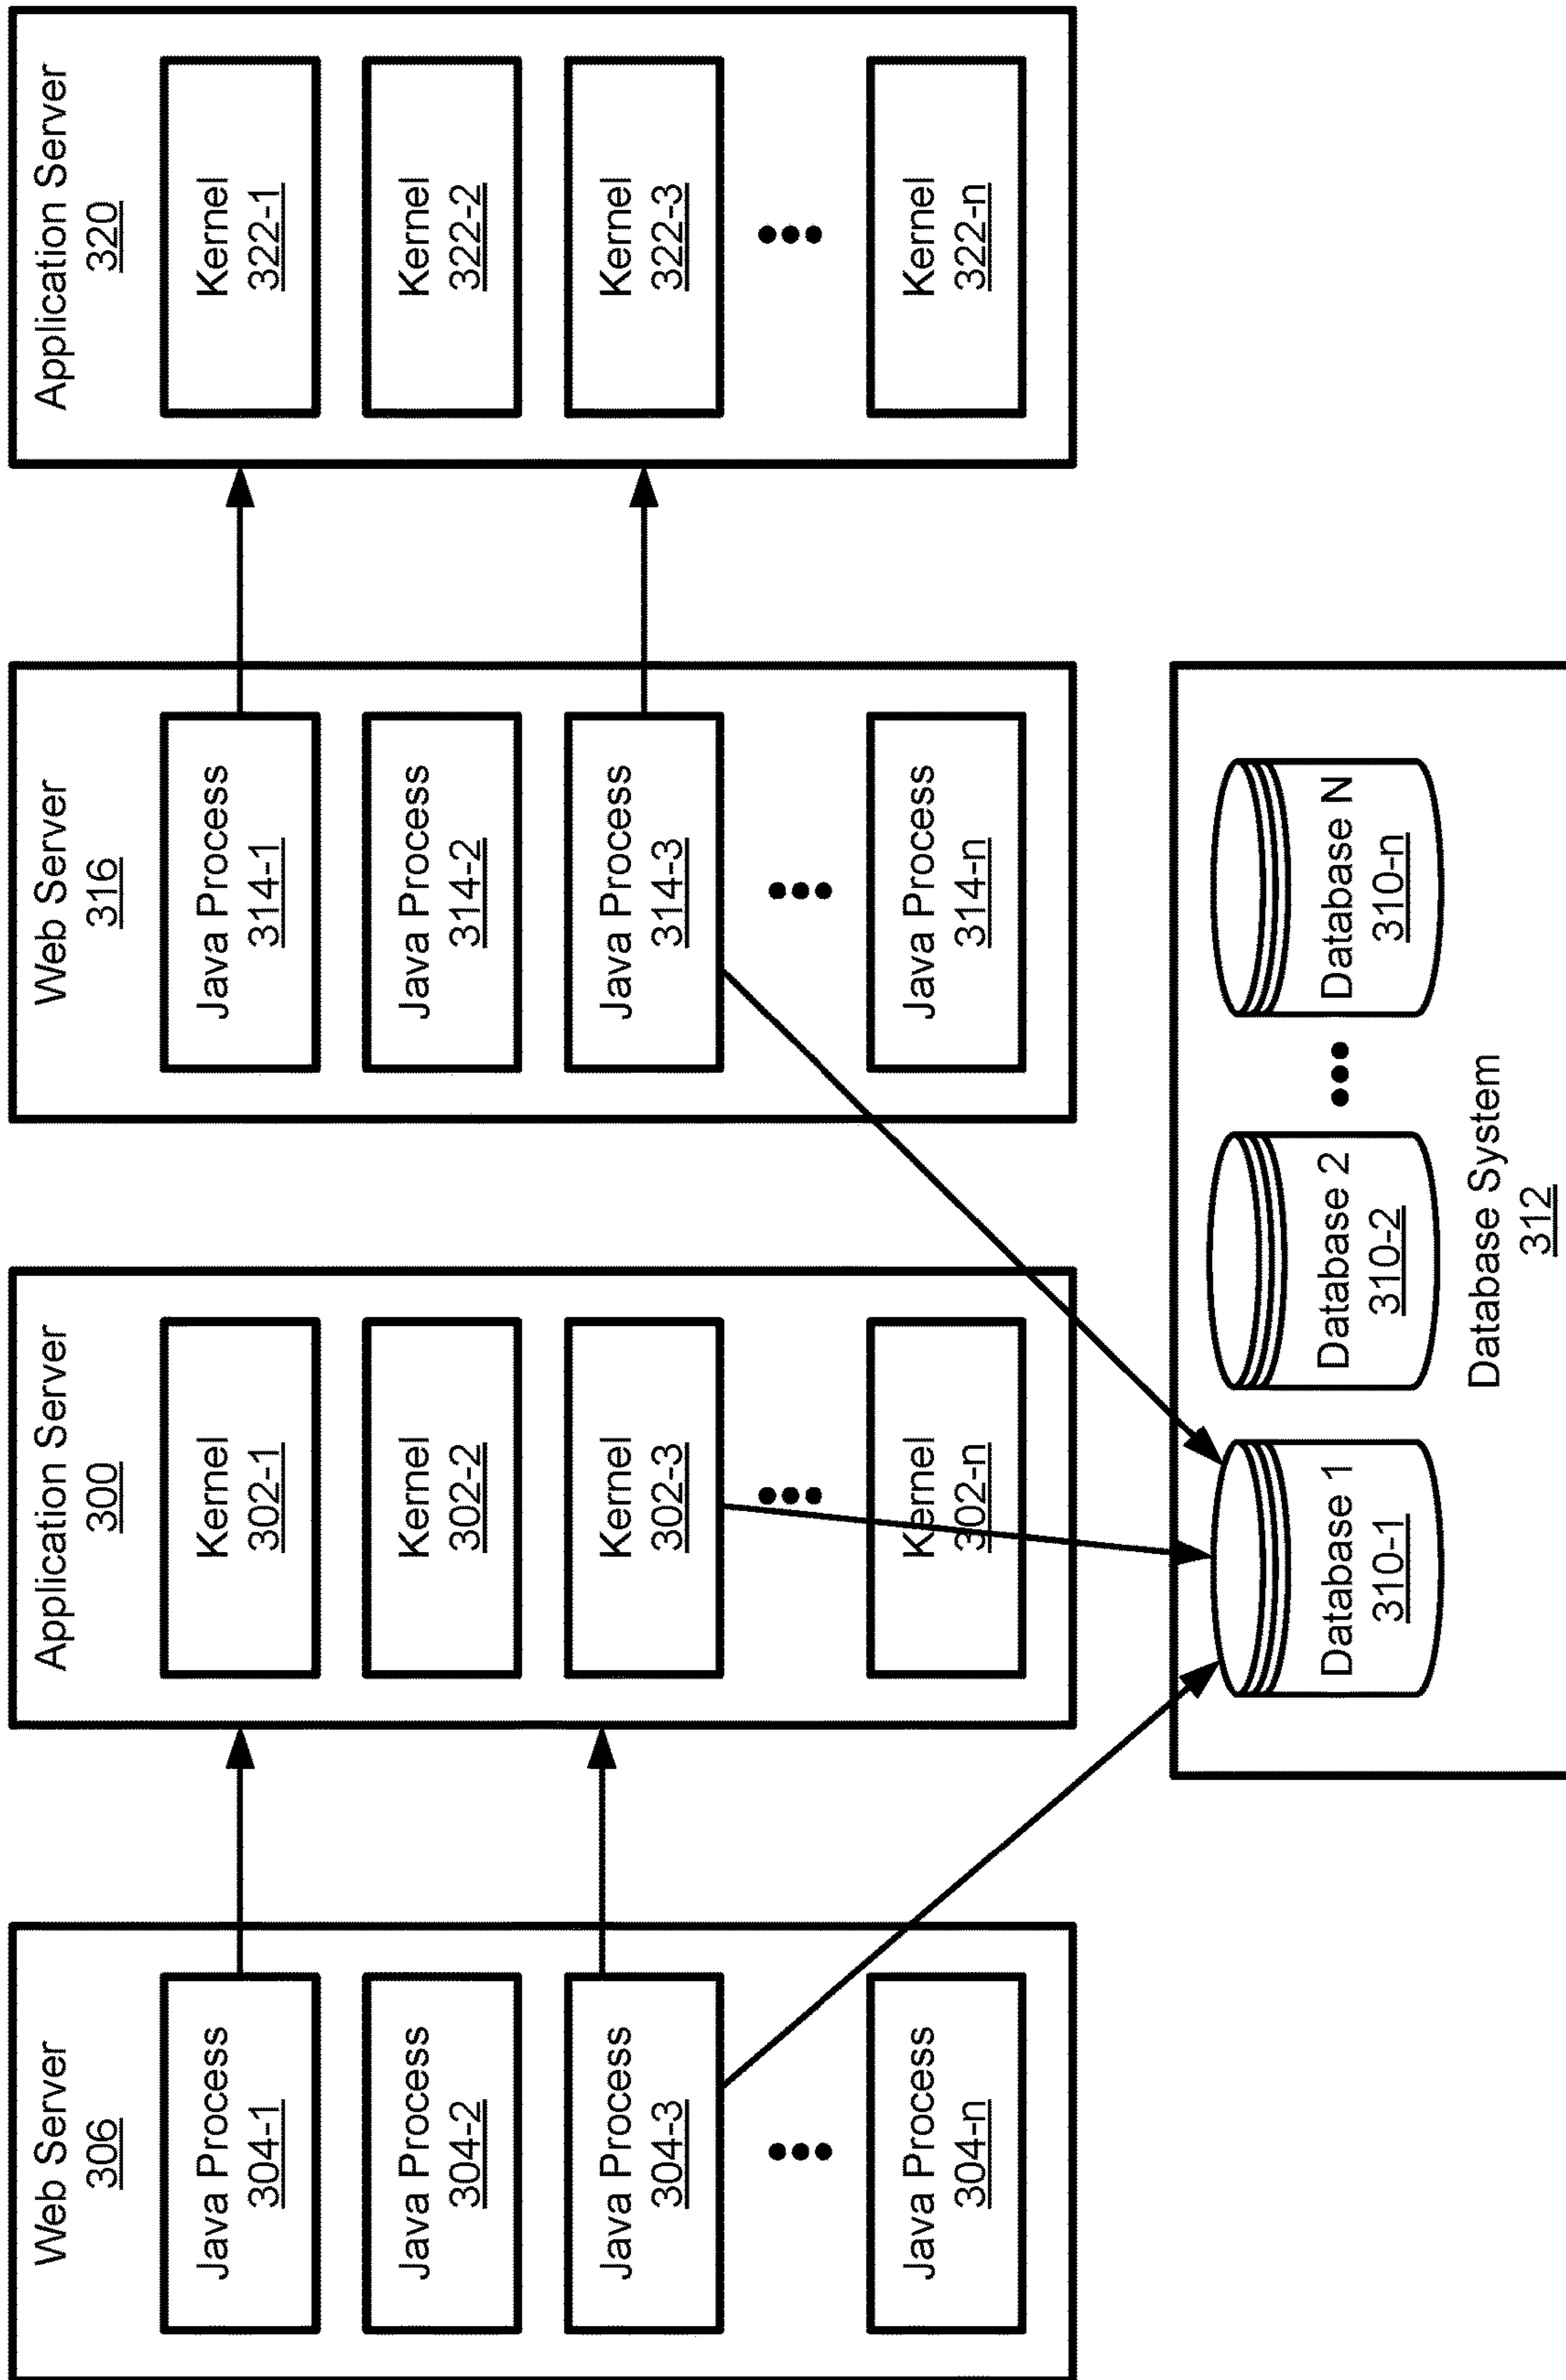 Web Server
306
Java Process
304-1
Java Process
304-2
Java Process
304-3
Java Process
304-n
Application Server
300
Kernel
302-1
Kernel
302-2
Kernel
302-3
Kernel
302-n
Web Server
316
Java Process
314-1
Java Process
314-2
Java Process
314-3
Java Process
314-n
Application Server
320
Kernel
322-1
Kernel
322-2
Kernel
322-3
Kernel
322-n
Database 1
310-1
Database 2
310-2
Database N
310-n
Database System
312